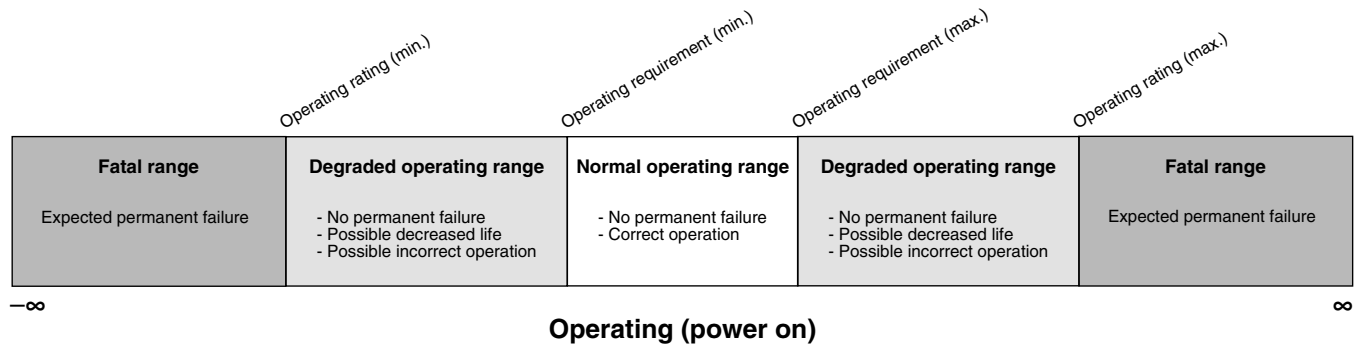 Operating rating (min.)
Operating requirement (min.)
Operating requirement (max.)
Operating rating (max.)
Fatal range
Expected permanent failure
Degraded operating range
- No permanent failure
- Possible decreased life
- Possible incorrect operation
Normal operating range
- No permanent failure
- Correct operation
Degraded operating range
- No permanent failure
- Possible decreased life
- Possible incorrect operation
Fatal range
Expected permanent failure
–∞
∞
Operating (power on)